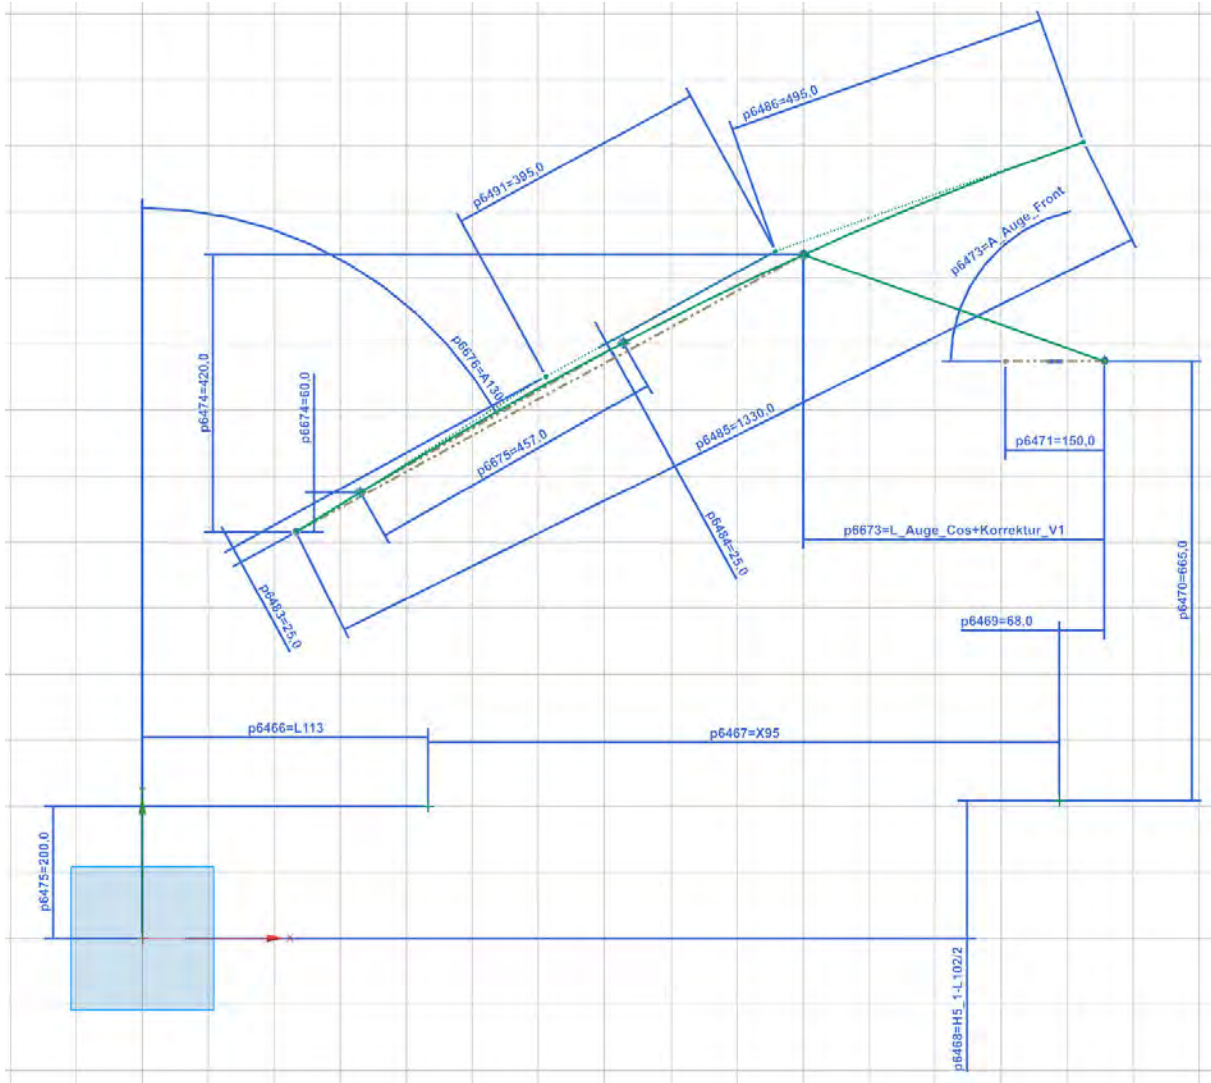 p6486=495,0
p6491=395,0
p6473=A_Auge_Front
p6676=A130
p6474=420,0
p6674=60,0
p6485=1330,0
p6675=457,0
p6471=150,0
p6484=25,0
p6673=L_Auge_Cos+Korrektur_V1
p6470=665,0
p6483=25,0
p6469=68,0
p6466=L113
p6467=X95
p6475=200,0
X
p6468=H5_1-L102/2